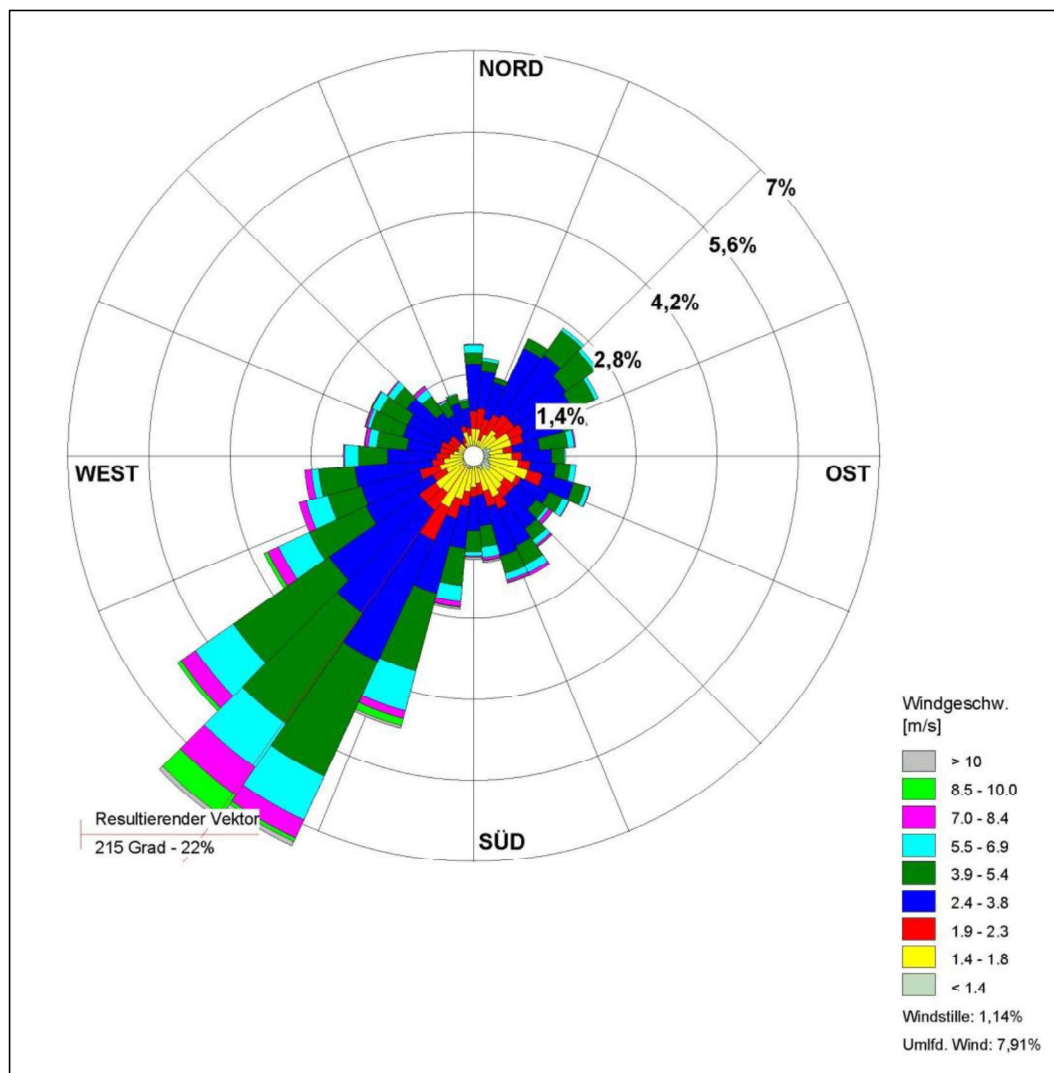 NORD
7%
5,6%
4,2%
2,8%
1,4%
WEST
OST
SÜD
Resultierender Vektor
215 Grad - 22%
Windgeschw.
[m/s]
> 10
8.5 - 10.0
7.0 - 8.4
5.5 - 6.9
3.9 - 5.4
2.4 - 3.8
1.9 - 2.3
1.4 - 1.8
< 1.4
Windstille: 1,14%
Umlfd. Wind: 7,91%